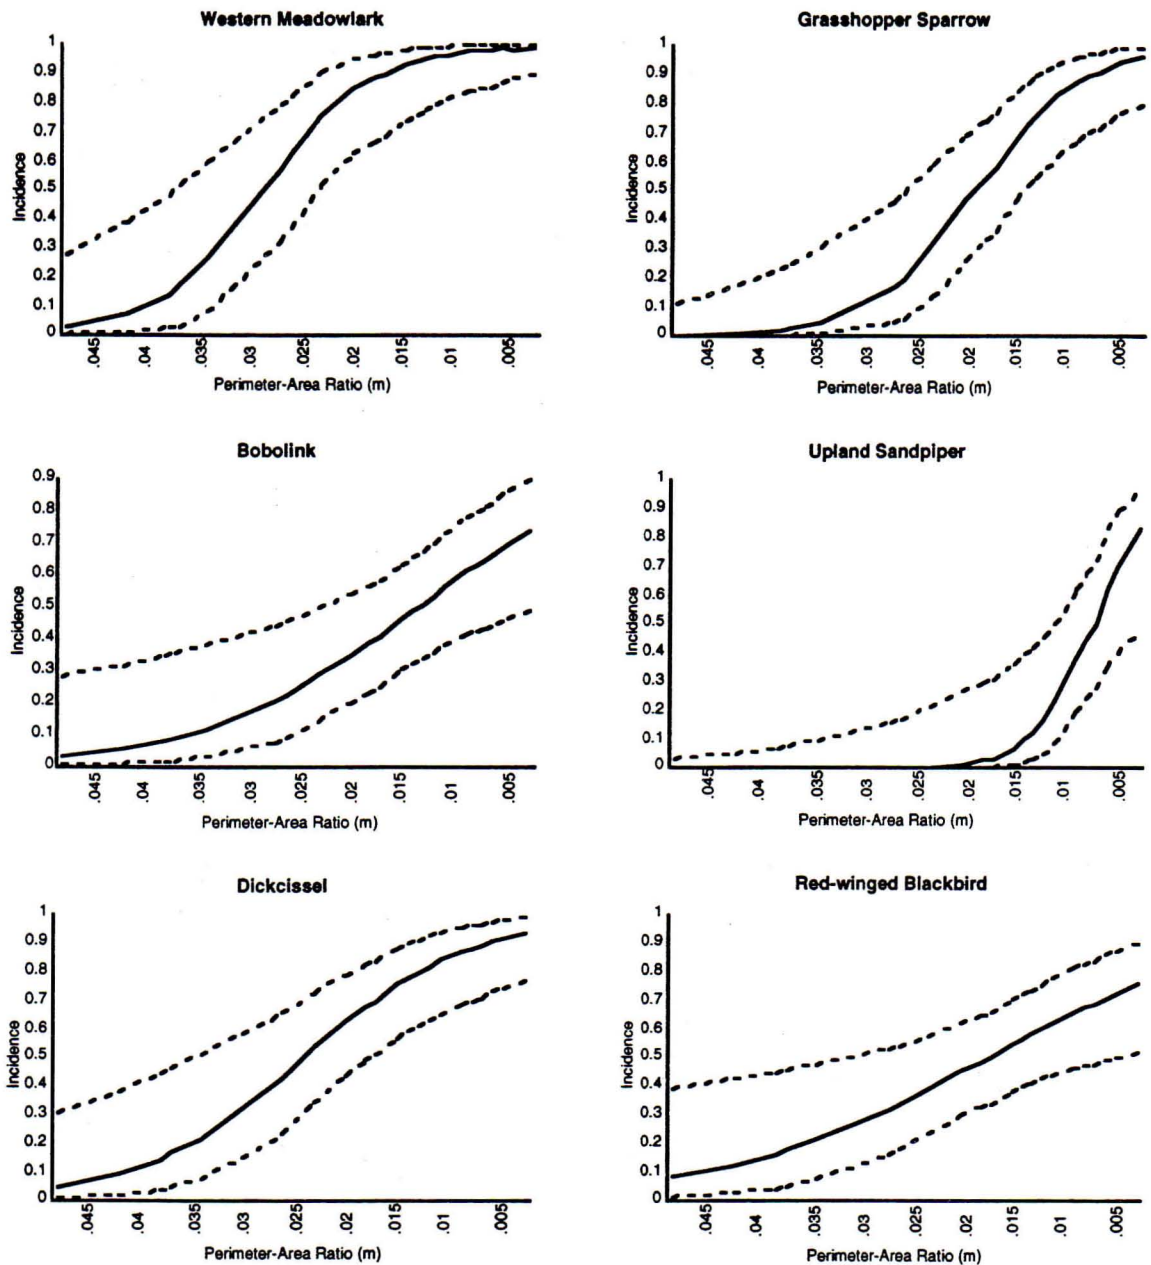 Western Meadowlark
1
0.9
0.8
0.7
0.6
0.5
0.4
0.3
0.2
0.1
0
Incidence
.045 .04 .035 .03 .025 .02 .015 .01 .005
Perimeter-Area Ratio (m)
Grasshopper Sparrow
1
0.9
0.8
0.7
0.6
0.5
0.4
0.3
0.2
0.1
0
Incidence
.045 .04 .035 .03 .025 .02 .015 .01 .005
Perimeter-Area Ratio (m)
Bobolink
0.9
0.8
0.7
0.6
0.5
0.4
0.3
0.2
0.1
0
Incidence
.045 .04 .035 .03 .025 .02 .015 .01 .005
Perimeter-Area Ratio (m)
Upland Sandpiper
1
0.9
0.8
0.7
0.6
0.5
0.4
0.3
0.2
0.1
0
Incidence
.045 .04 .035 .03 .025 .02 .015 .01 .005
Perimeter-Area Ratio (m)
Dickcissel
1
0.9
0.8
0.7
0.6
0.5
0.4
0.3
0.2
0.1
0
Incidence
.045 .04 .035 .03 .025 .02 .015 .01 .005
Perimeter-Area Ratio (m)
Red-winged Blackbird
1
0.9
0.8
0.7
0.6
0.5
0.4
0.3
0.2
0.1
0
Incidence
.045 .04 .035 .03 .025 .02 .015 .01 .005
Perimeter-Area Ratio (m)